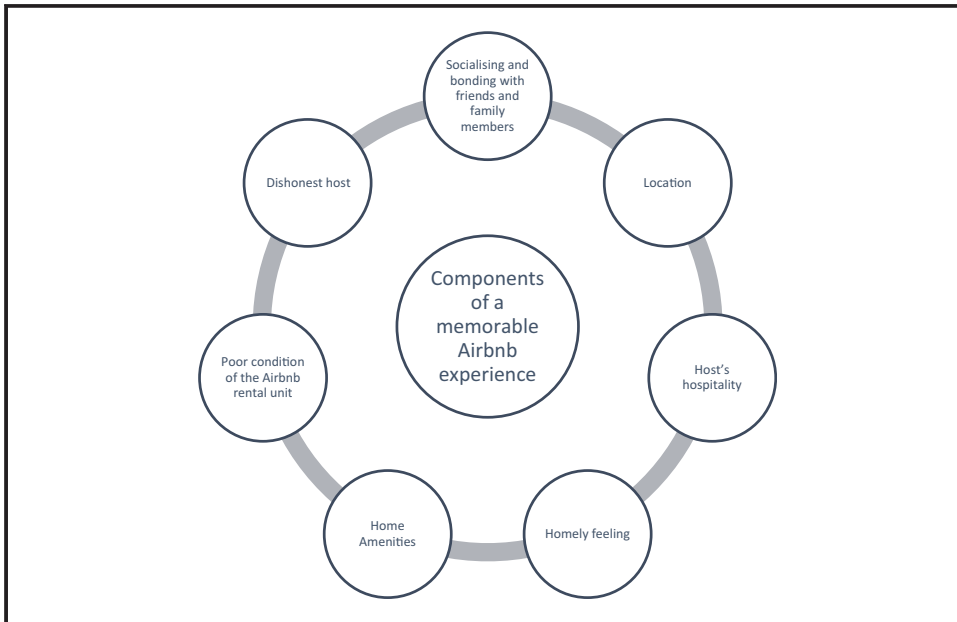 Socialising and
bonding with
friends and
family
members
Location
Host's
hospitality
Homely feeling
Home
Amenities
Poor condition
of the Airbnb
rental unit
Dishonest host
Components
of a
memorable
Airbnb
experience